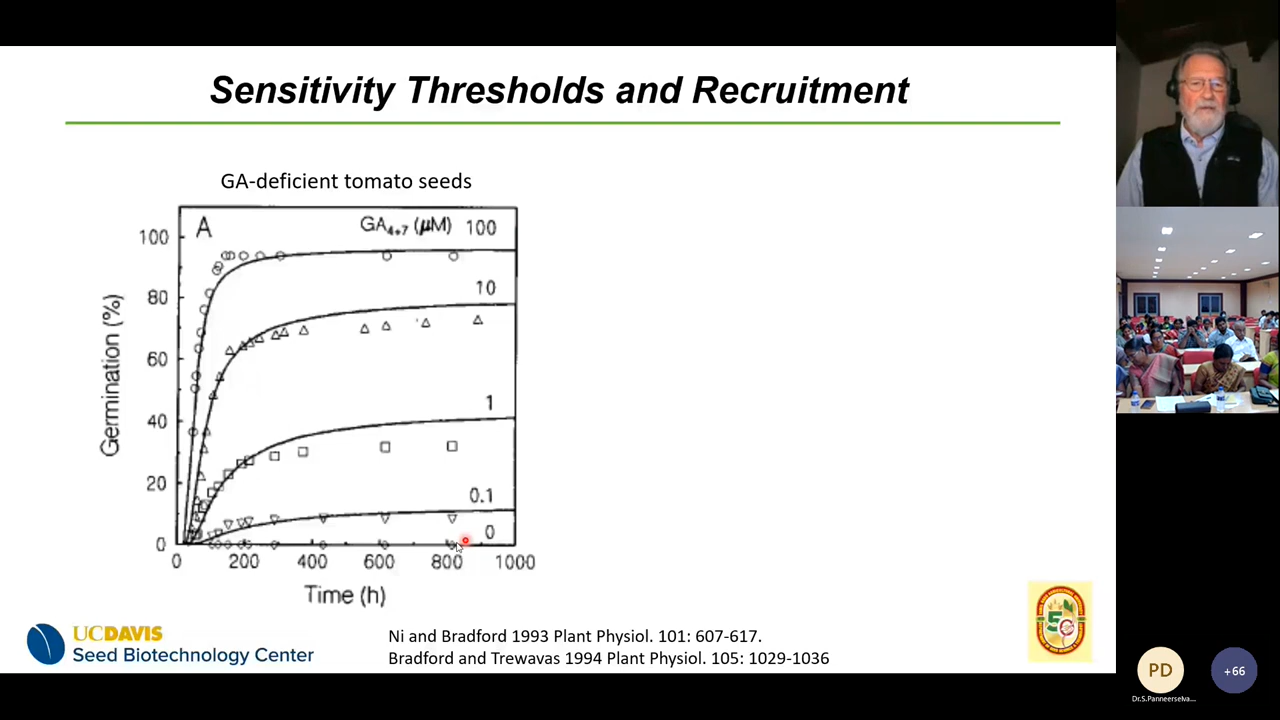 Sensitivity Thresholds and Recruitment
GA-deficient tomato seeds
A
GA4+7 (μM) 100
10
1
0.1
0
Germination (%)
100
80
60
40
20
0
0 200 400 600 800 1000
Time (h)
UCDAVIS
Seed Biotechnology Center
Ni and Bradford 1993 Plant Physiol. 101: 607-617.
Bradford and Trewavas 1994 Plant Physiol. 105: 1029-1036
PD
Dr.S.Panneerselva...
+66